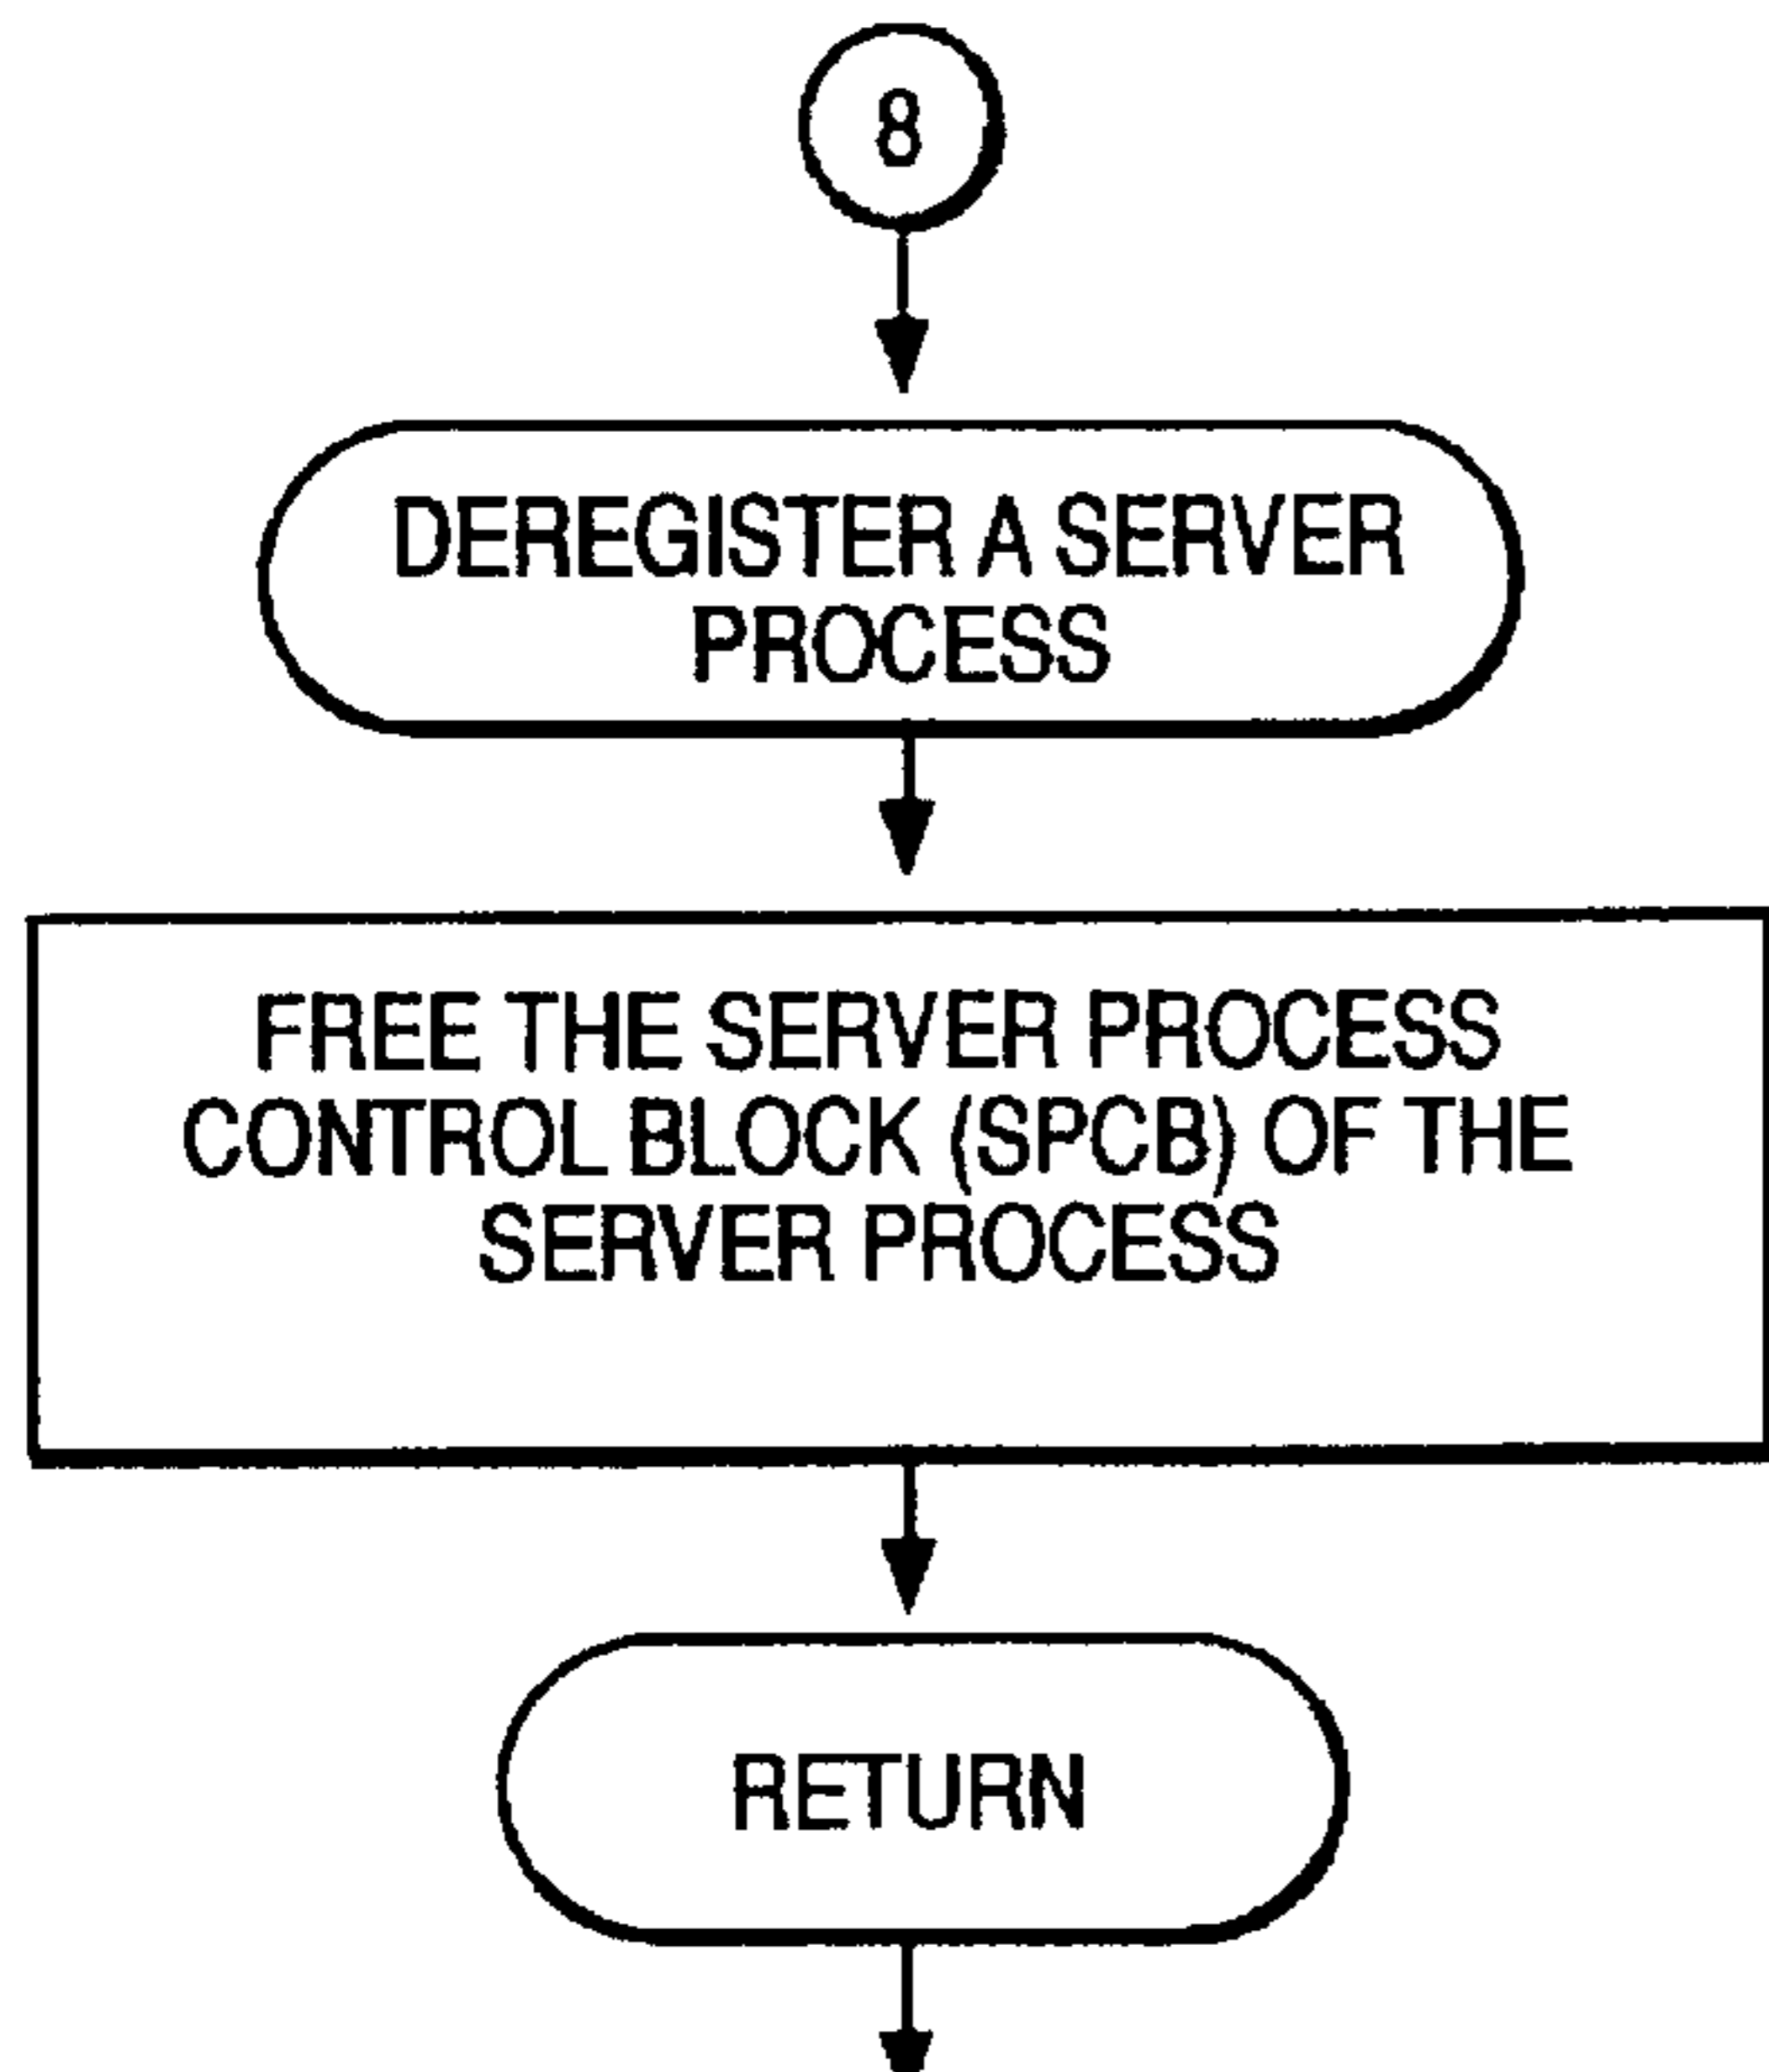 8
DEREGISTER A SERVER
PROCESS
FREE THE SERVER PROCESS
CONTROL BLOCK (SPCB) OF THE
SERVER PROCESS
RETURN